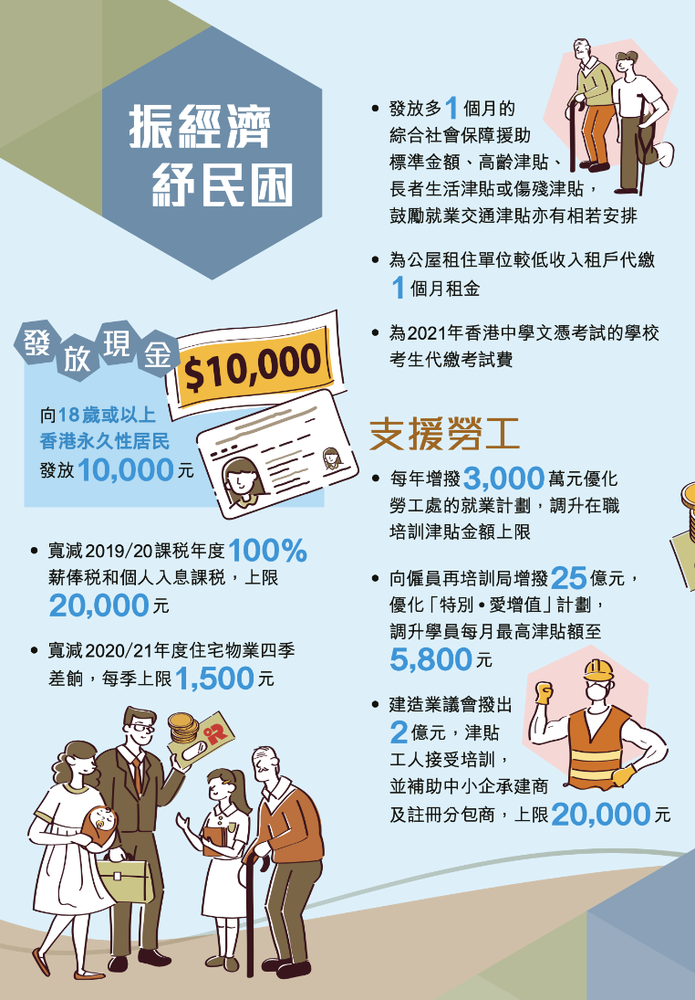 振經濟
紓民困
發放現金
$10,000
向18歲或以上
香港永久性居民
發放10,000元
• 寬減2019/20課稅年度100%
薪俸稅和個人入息課稅，上限
20,000元
• 寬減2020/21年度住宅物業四季
差餉，每季上限1,500元
• 發放多1個月的
綜合社會保障援助
標準金額、高齡津貼、
長者生活津貼或傷殘津貼，
鼓勵就業交通津貼亦有相若安排
• 為公屋租住單位較低收入租戶代繳
1個月租金
• 為2021年香港中學文憑考試的學校
考生代繳考試費
支援勞工
• 每年增撥3,000萬元優化
勞工處的就業計劃，調升在職
培訓津貼金額上限
• 向僱員再培訓局增撥25億元，
優化「特別•愛增值」計劃，
調升學員每月最高津貼額至
5,800元
• 建造業議會撥出
2億元，津貼
工人接受培訓，
並補助中小企承建商
及註冊分包商，上限20,000元